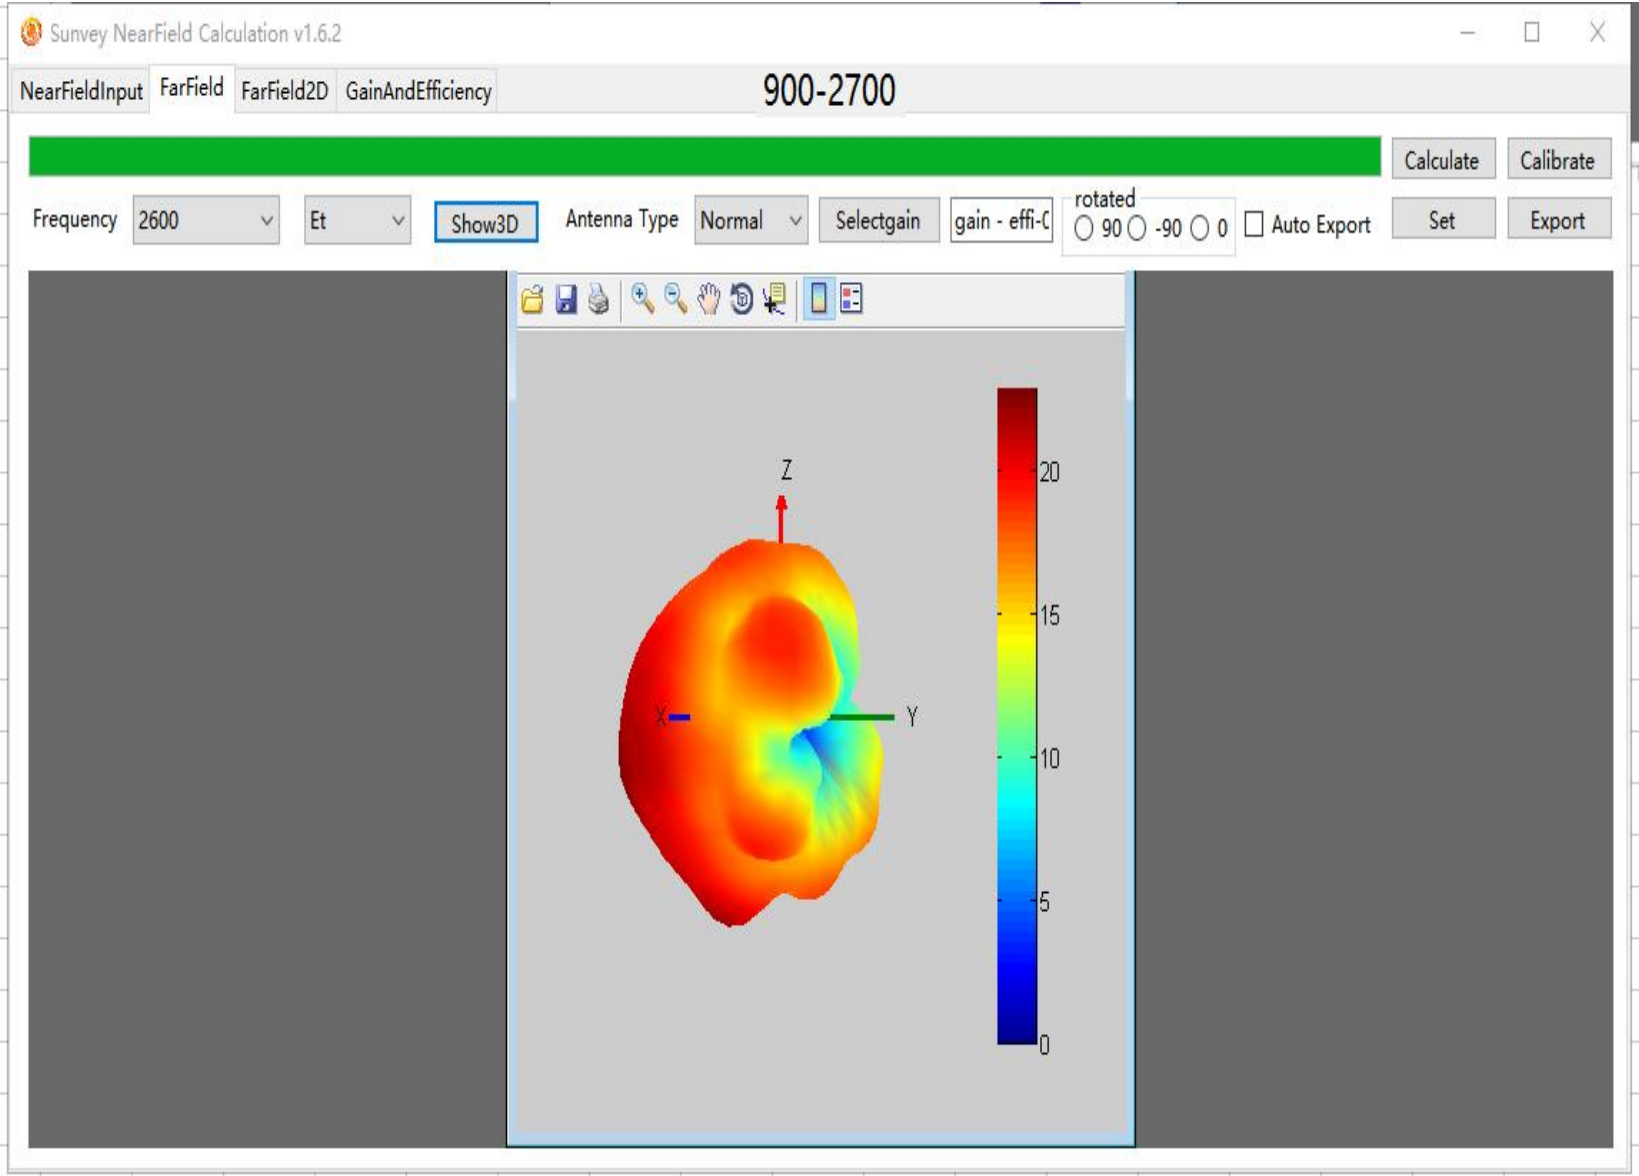 Sunvey NearField Calculation v1.6.2
NearFieldInput FarField FarField2D GainAndEfficiency 900-2700
Calculate Calibrate
Frequency 2600 Et Show3D Antenna Type Normal Selectgain gain - effi- rotated 90 -90 0 Auto Export Set Export
Z
X Y
20
15
10
5
0